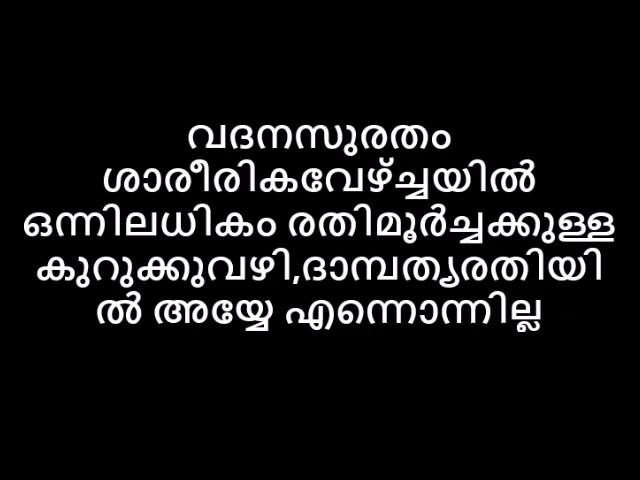 വദനസുരതം
ശാരീരികവേഴ്ച്ചയിൽ
ഒന്നിലധികം രതിമൂർച്ചക്കുള്ള
കുറുക്കുവഴി,ദാമ്പത്യരതിയി
ൽ അയ്യേ എന്നൊന്നില്ല